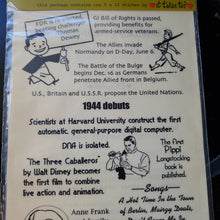 this package contains one 5 x 12 sheet
FDR is elected,
besting challenger
Thomas
Dewey
GI Bill of Rights is passed,
providing benefits for
armed-service veterans.
The Allies invade
Normandy on D-Day, June 6.
The Battle of the Bulge
begins Dec. 16 as Germans
penetrate Allied front in Belgium.
U.S., Britain and U.S.S.R. propose the United Nations.
1944 debuts
Scientists at Harvard University construct the first
automatic, general-purpose digital computer.
DNA is isolated.
"The Three Caballeros"
by Walt Disney becomes
the first film to combine
live action and animation.
The first
Pippi
Longstocking
book is
published.
Songs
A Hot Time In the Town
of Berlin, Mairzy Doats,
Anne Frank